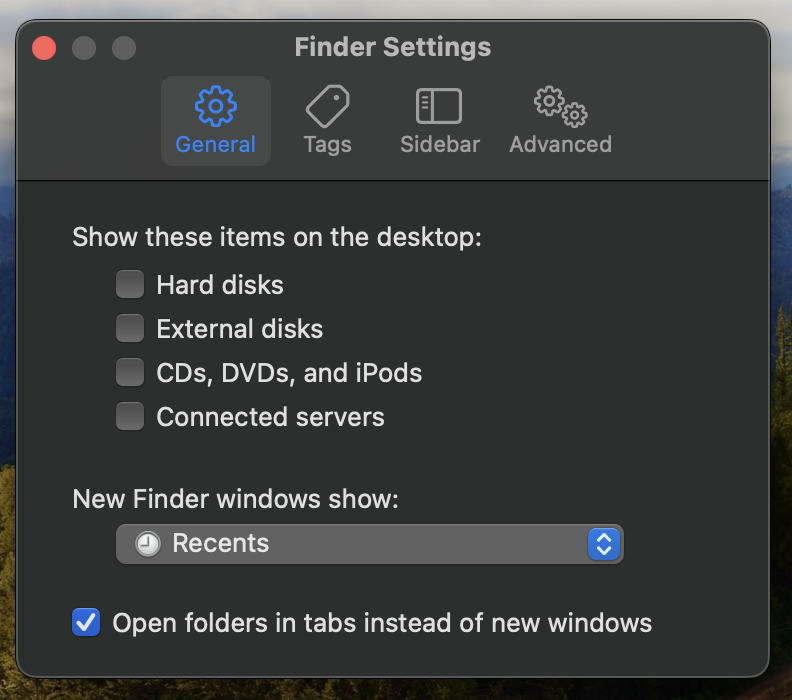 Finder Settings
General Tags Sidebar Advanced
Show these items on the desktop:
Hard disks
External disks
CDs, DVDs, and iPods
Connected servers
New Finder windows show:
Recents
Open folders in tabs instead of new windows